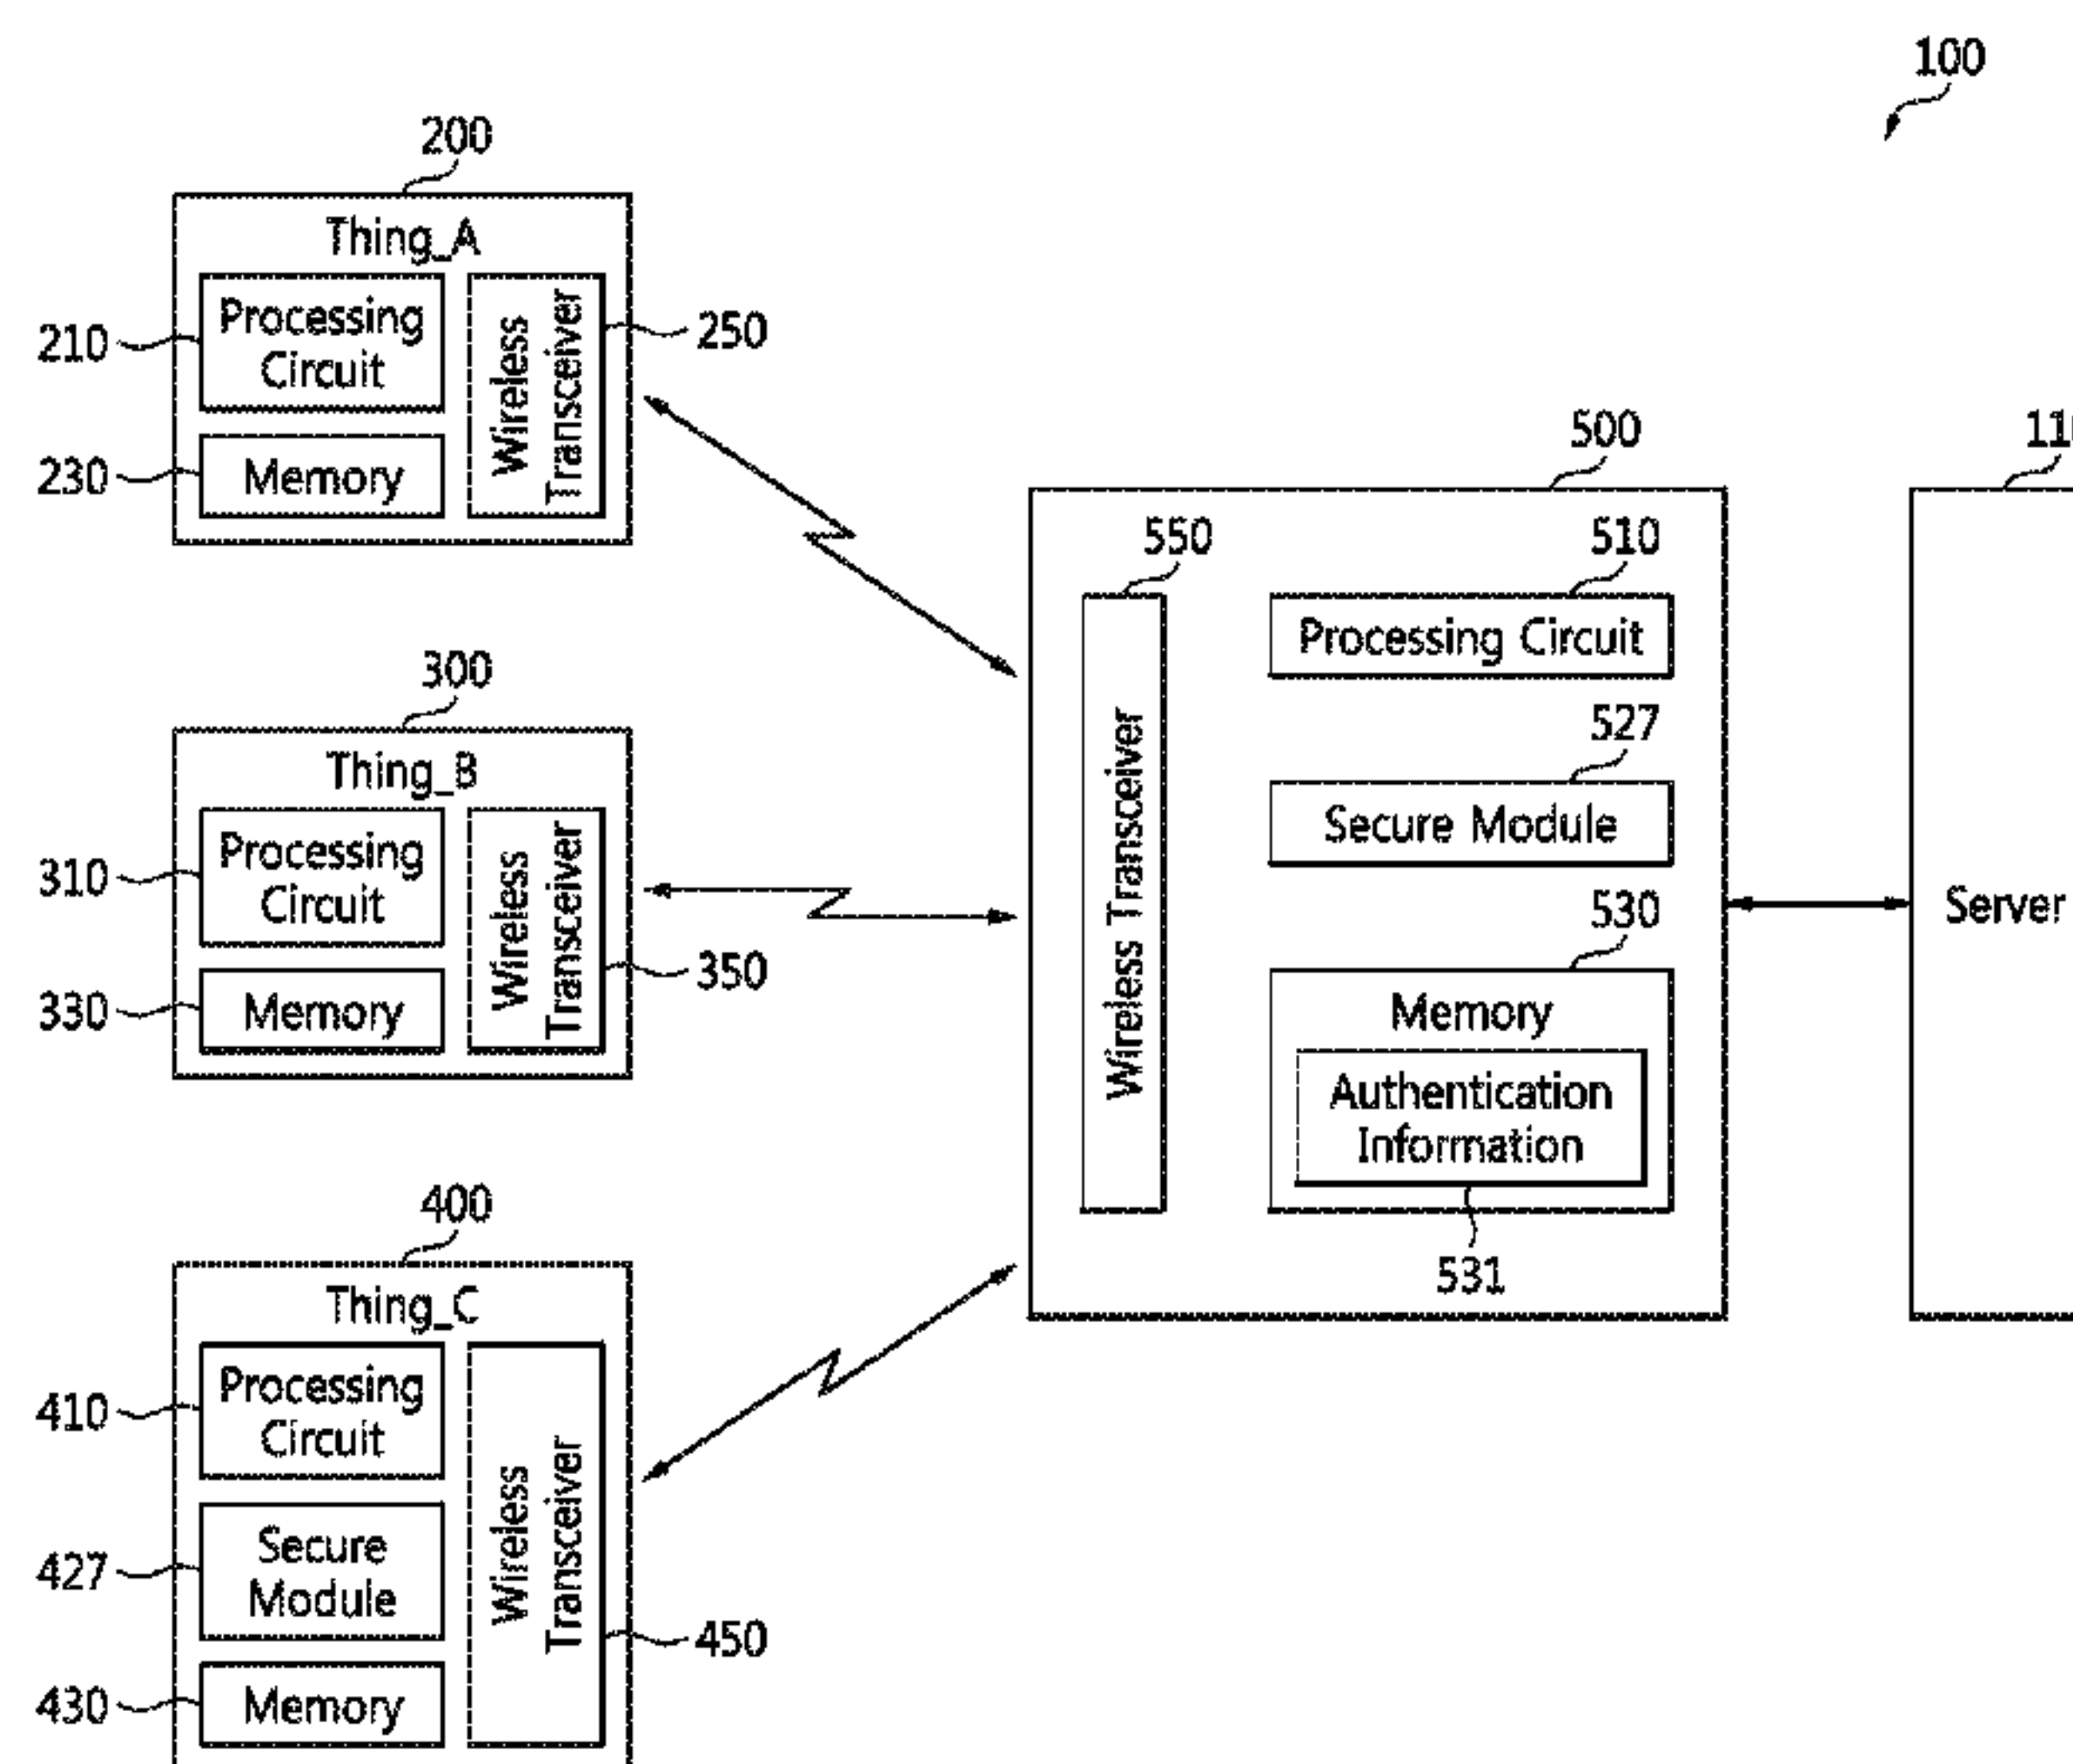 100
200
Thing_A
210
Processing
Circuit
230
Memory
Wireless
Transceiver
250
300
Thing_B
310
Processing
Circuit
330
Memory
Wireless
Transceiver
350
400
Thing_C
410
Processing
Circuit
427
Secure
Module
430
Memory
Wireless
Transceiver
450
500
550
Wireless Transceiver
510
Processing Circuit
527
Secure Module
530
Memory
Authentication
Information
531
Server